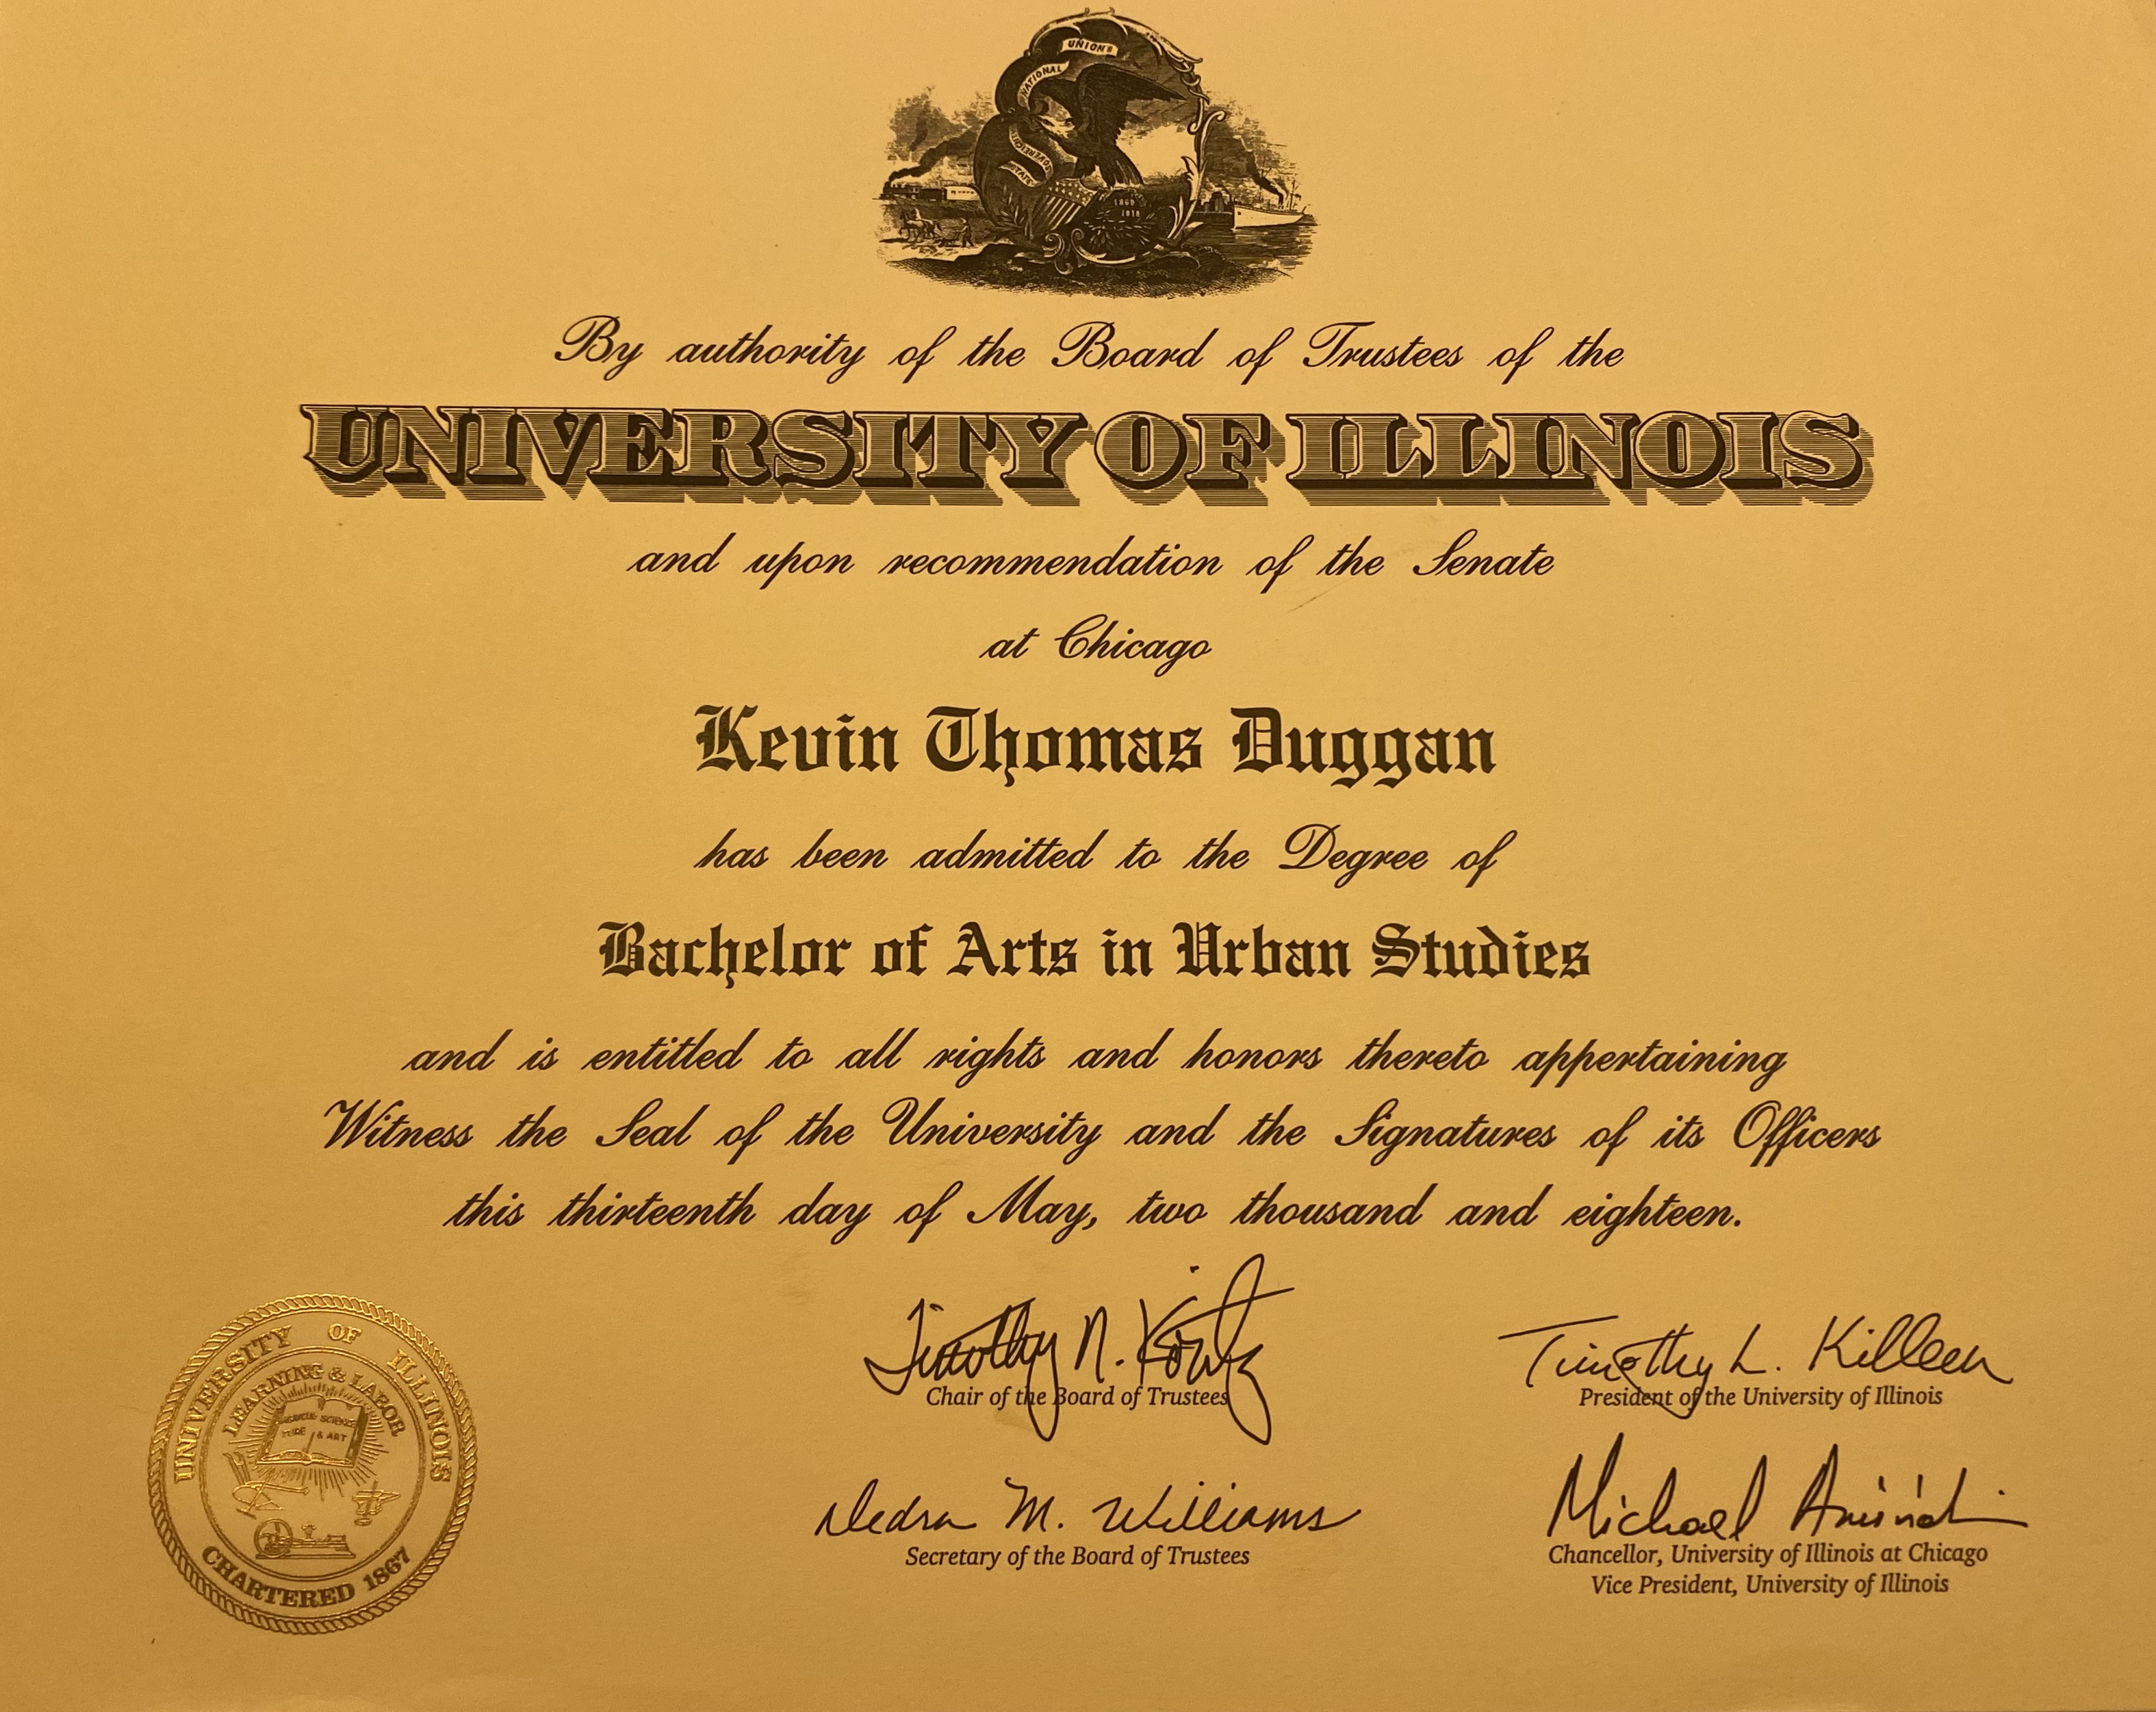 UNION
NATIONAL
SOVEREIGNTY
STATE
1868
1818
By authority of the Board of Trustees of the
UNIVERSITY OF ILLINOIS
and upon recommendation of the Senate
at Chicago
Kevin Thomas Duggan
has been admitted to the Degree of
Bachelor of Arts in Urban Studies
and is entitled to all rights and honors thereto appertaining
Witness the Seal of the University and the Signatures of its Officers
this thirteenth day of May, two thousand and eighteen.
Timothy N. Koritz
Chair of the Board of Trustees
Timothy L. Killeen
President of the University of Illinois
Dedra M. Williams
Secretary of the Board of Trustees
Michael Amiridis
Chancellor, University of Illinois at Chicago
Vice President, University of Illinois
UNIVERSITY OF ILLINOIS
LEARNING & LABOR
AGRICUL- SCIENCE
TURE & ART
CHARTERED 1867